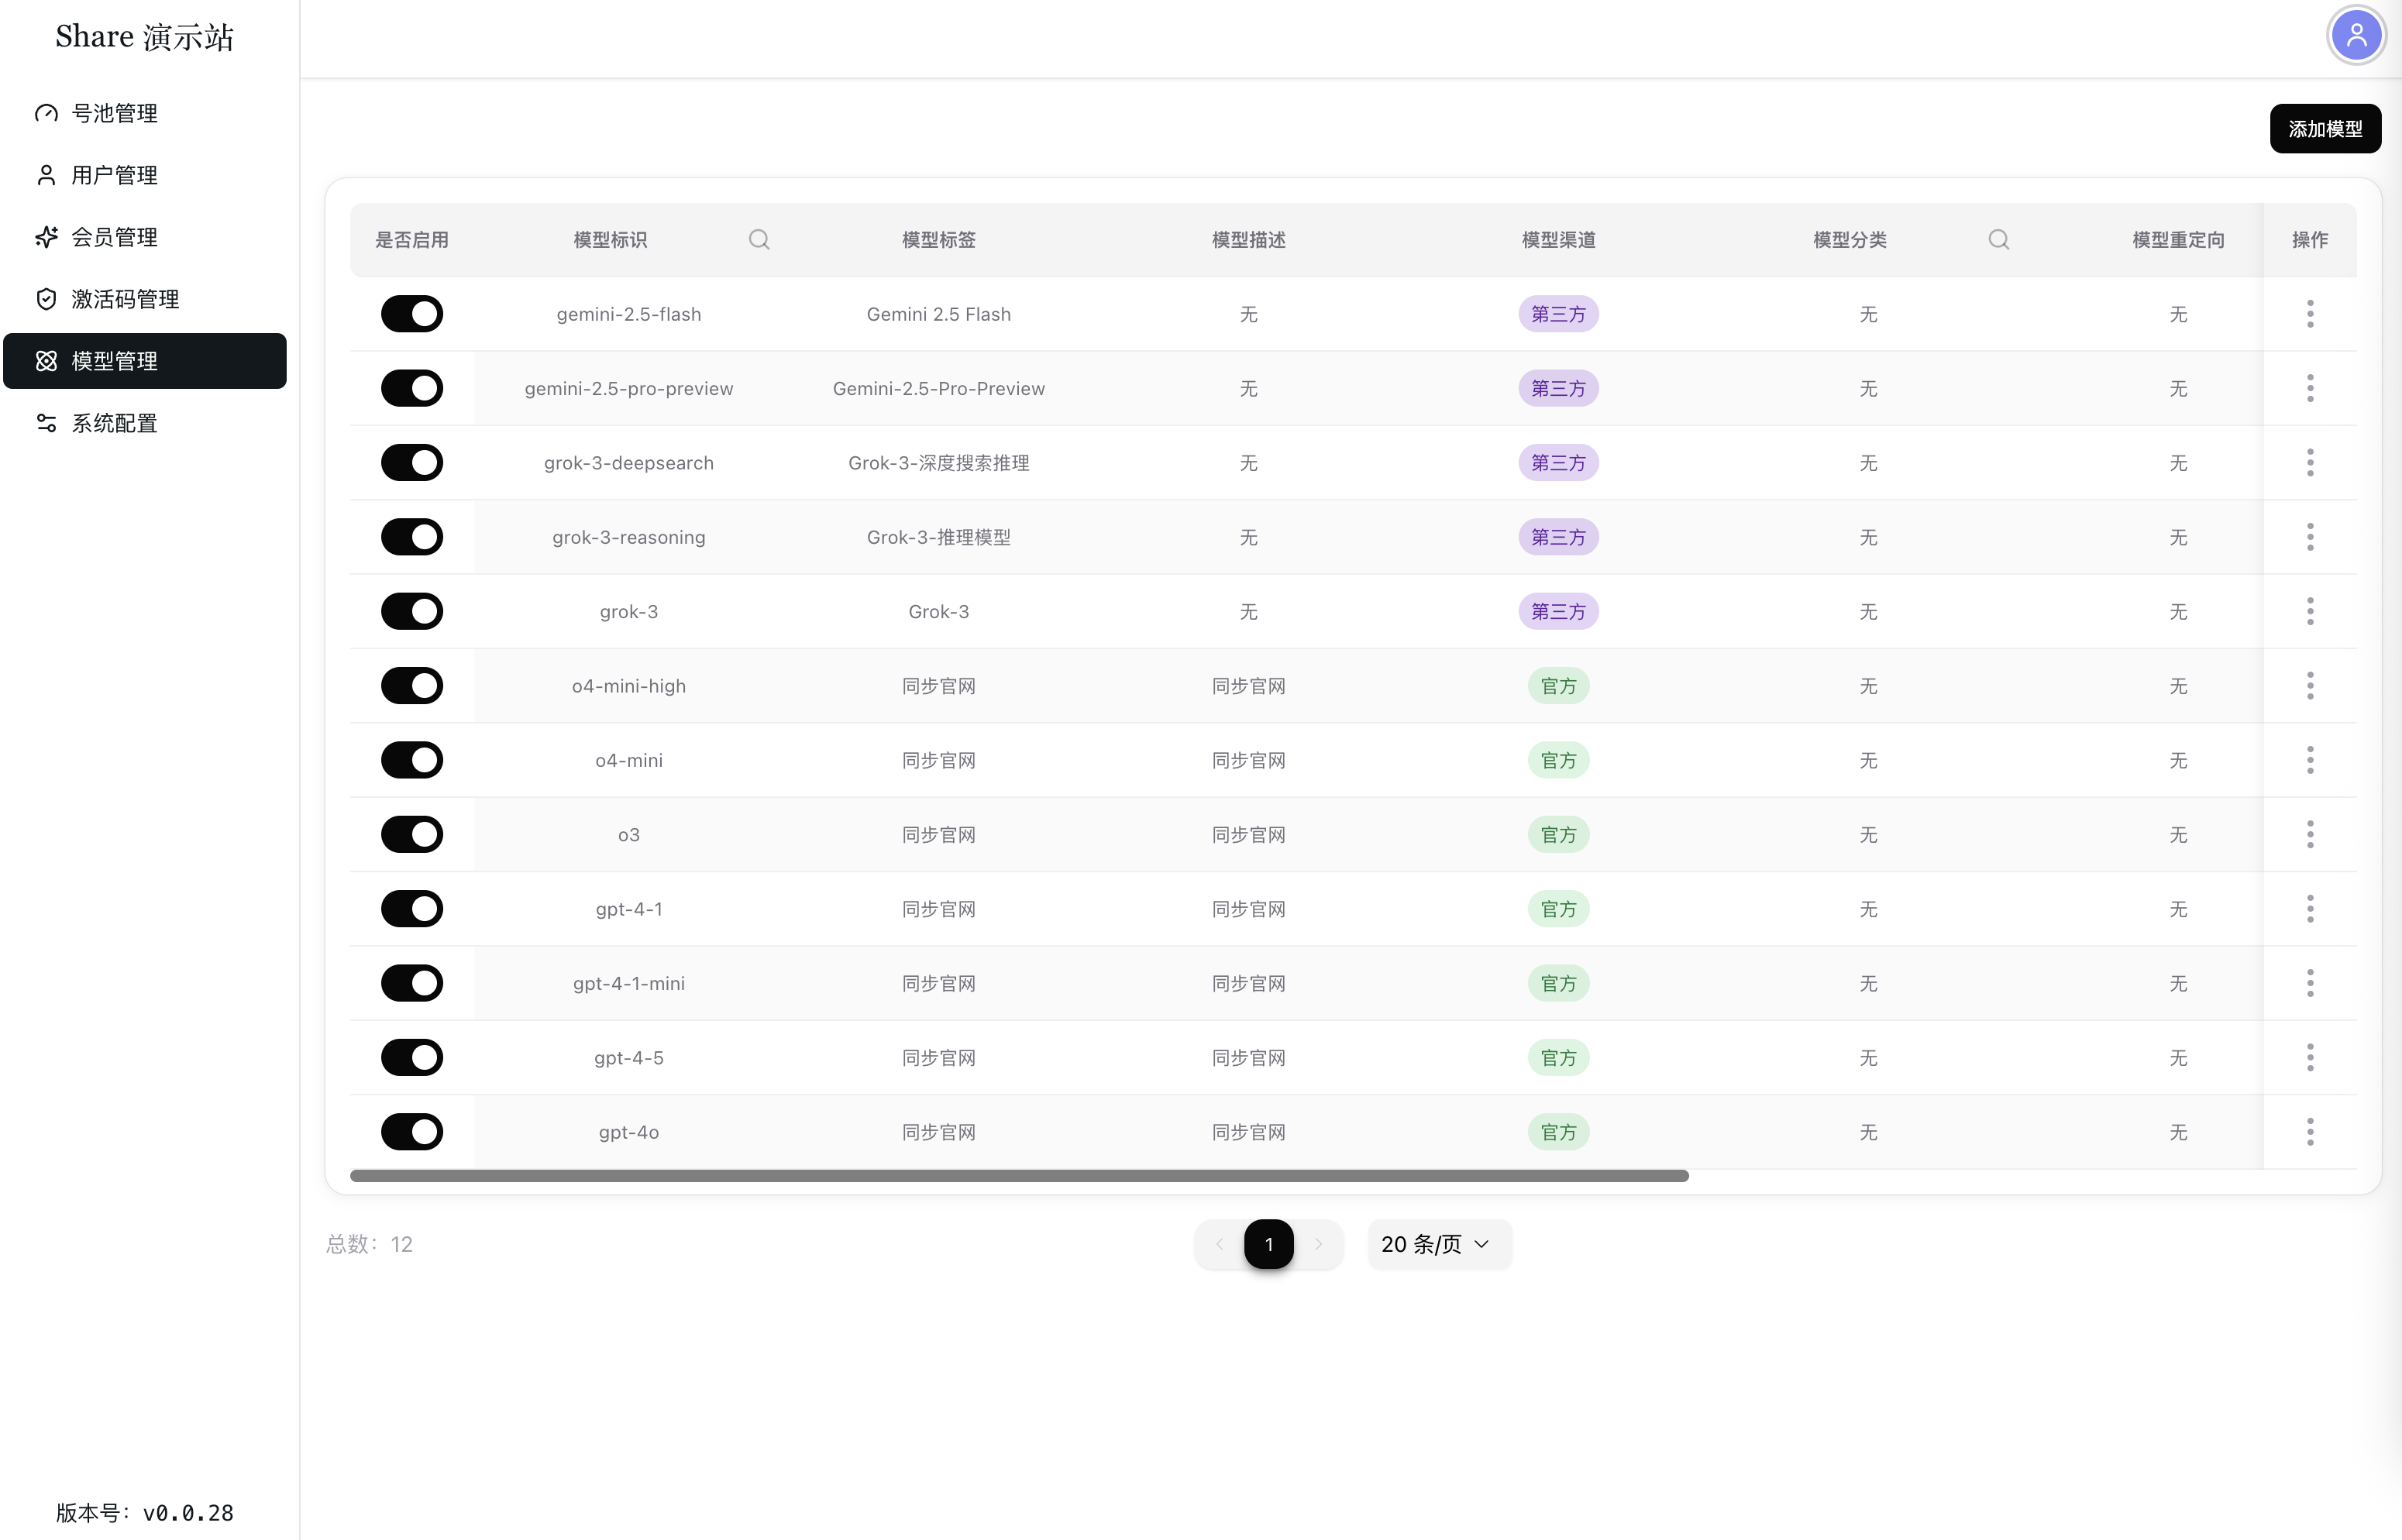 Share 演示站
号池管理
用户管理
会员管理
激活码管理
模型管理
系统配置
版本号：v0.0.28
添加模型
是否启用 模型标识 模型标签 模型描述 模型渠道 模型分类 模型重定向 操作
gemini-2.5-flash Gemini 2.5 Flash 无 第三方 无 无
gemini-2.5-pro-preview Gemini-2.5-Pro-Preview 无 第三方 无 无
grok-3-deepsearch Grok-3-深度搜索推理 无 第三方 无 无
grok-3-reasoning Grok-3-推理模型 无 第三方 无 无
grok-3 Grok-3 无 第三方 无 无
o4-mini-high 同步官网 同步官网 官方 无 无
o4-mini 同步官网 同步官网 官方 无 无
o3 同步官网 同步官网 官方 无 无
gpt-4-1 同步官网 同步官网 官方 无 无
gpt-4-1-mini 同步官网 同步官网 官方 无 无
gpt-4-5 同步官网 同步官网 官方 无 无
gpt-4o 同步官网 同步官网 官方 无 无
总数：12 1 20 条/页